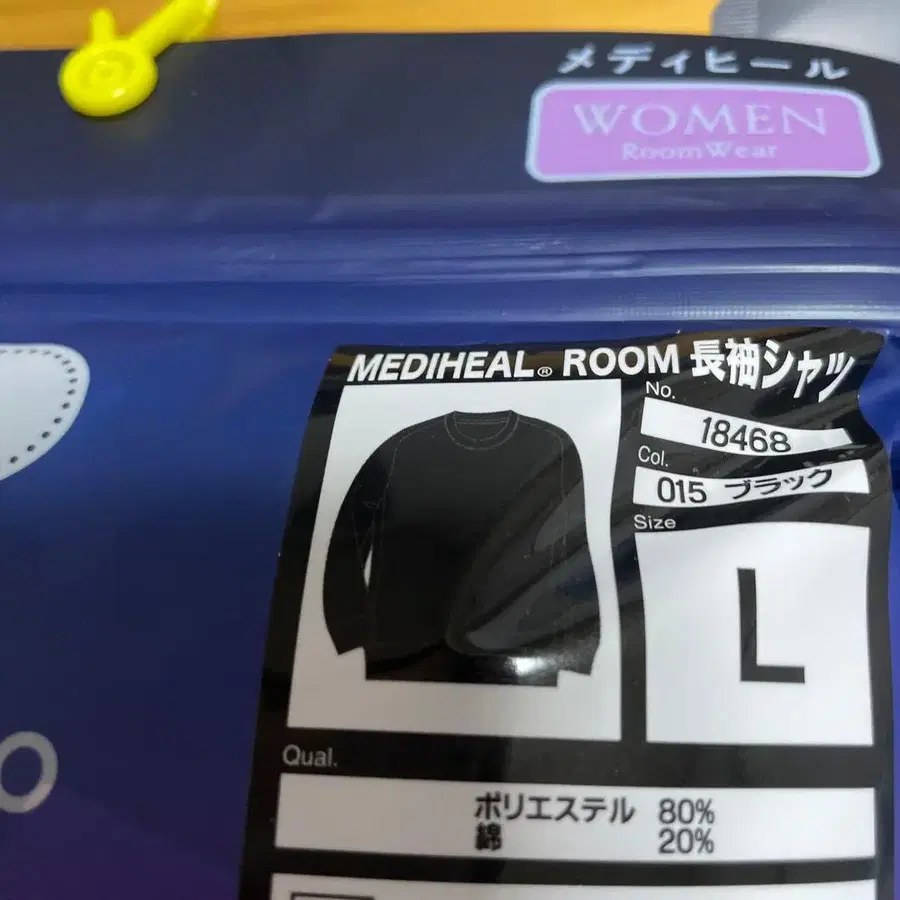 メディヒール
WOMEN
RoomWear
MEDIHEAL® ROOM 長袖シャツ
No.
18468
Col.
015 ブラック
Size
L
Qual.
ポリエステル 80%
綿 20%